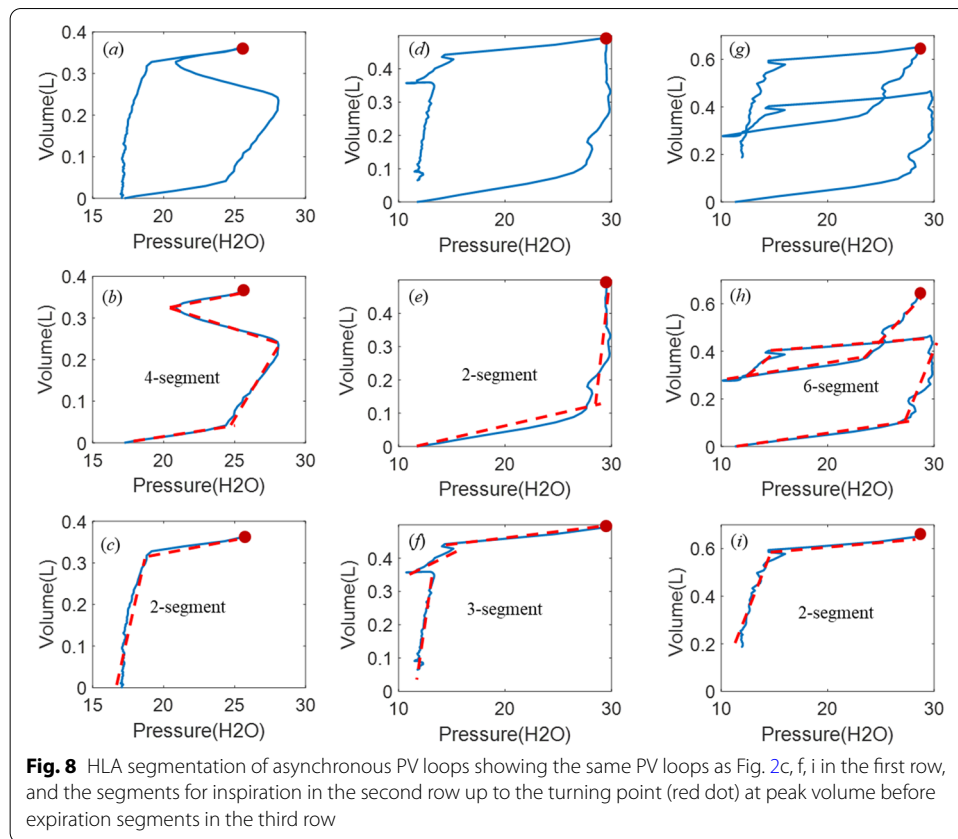 (a) (d) (g)
Volume(L) 0.4 0.3 0.2 0.1 0
Volume(L) 0.5 0.4 0.3 0.2 0.1 0
Volume(L) 0.6 0.4 0.2 0
15 20 25 30 10 20 30 10 20 30
Pressure(H2O) Pressure(H2O) Pressure(H2O)
(b) (e) (h)
Volume(L) 0.4 0.3 0.2 0.1 0
Volume(L) 0.5 0.4 0.3 0.2 0.1 0
Volume(L) 0.6 0.4 0.2 0
4-segment 2-segment 6-segment
15 20 25 30 10 20 30 10 20 30
Pressure(H2O) Pressure(H2O) Pressure(H2O)
(c) (f) (i)
Volume(L) 0.4 0.3 0.2 0.1 0
Volume(L) 0.5 0.4 0.3 0.2 0.1 0
Volume(L) 0.6 0.4 0.2 0
2-segment 3-segment 2-segment
15 20 25 30 10 20 30 10 20 30
Pressure(H2O) Pressure(H2O) Pressure(H2O)
Fig. 8 HLA segmentation of asynchronous PV loops showing the same PV loops as Fig. 2c, f, i in the first row,
and the segments for inspiration in the second row up to the turning point (red dot) at peak volume before
expiration segments in the third row